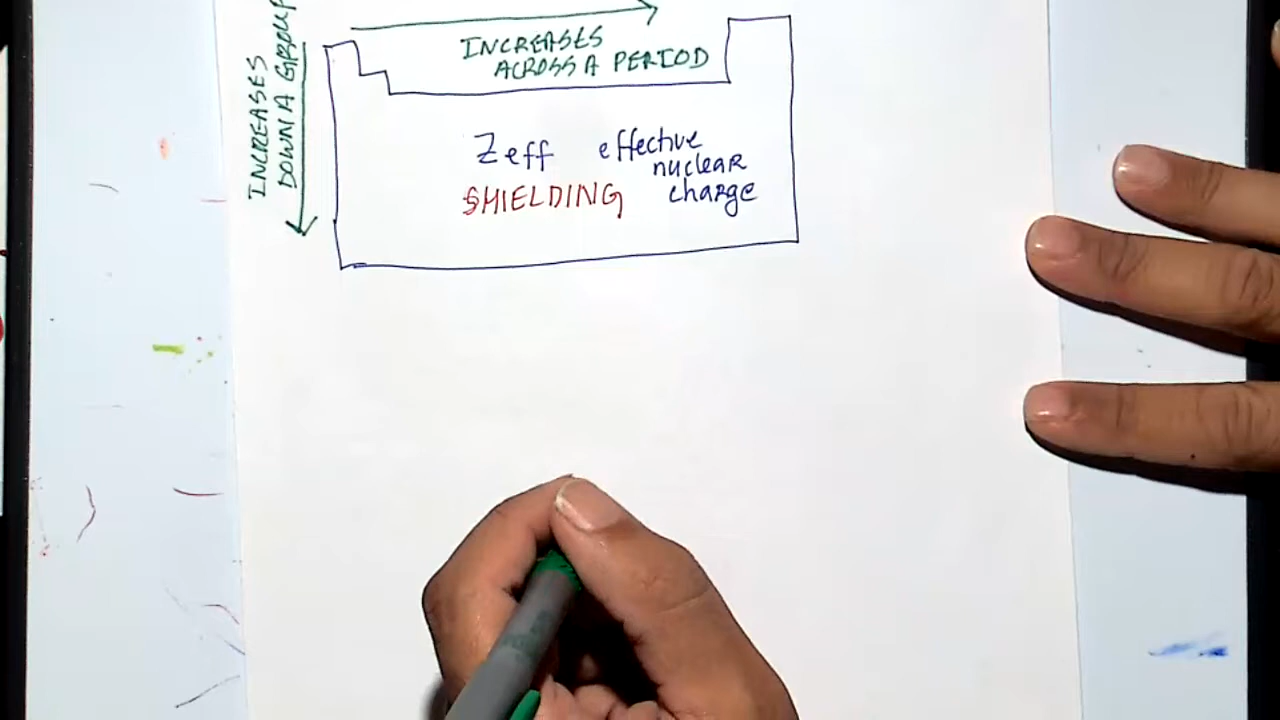 INCREASES
DOWN A GROUP
INCREASES
ACROSS A PERIOD
Zeff effective
nuclear
SHIELDING charge